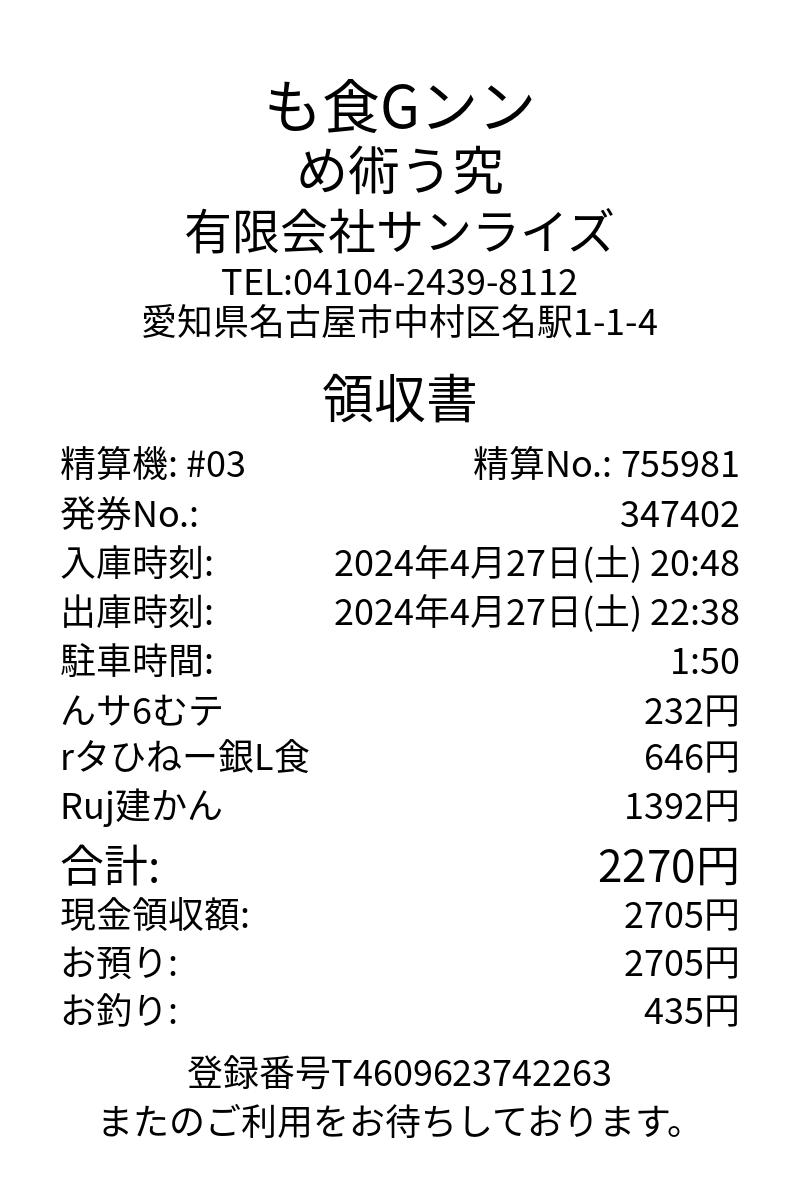 も食Gンン
め術う究
有限会社サンライズ
TEL:04104-2439-8112
愛知県名古屋市中村区名駅1-1-4
領収書
精算機: #03 精算No.: 755981
発券No.: 347402
入庫時刻: 2024年4月27日(土) 20:48
出庫時刻: 2024年4月27日(土) 22:38
駐車時間: 1:50
んサ6むテ 232円
rタひねー銀L食 646円
Ruj建かん 1392円
合計: 2270円
現金領収額: 2705円
お預り: 2705円
お釣り: 435円
登録番号T4609623742263
またのご利用をお待ちしております。